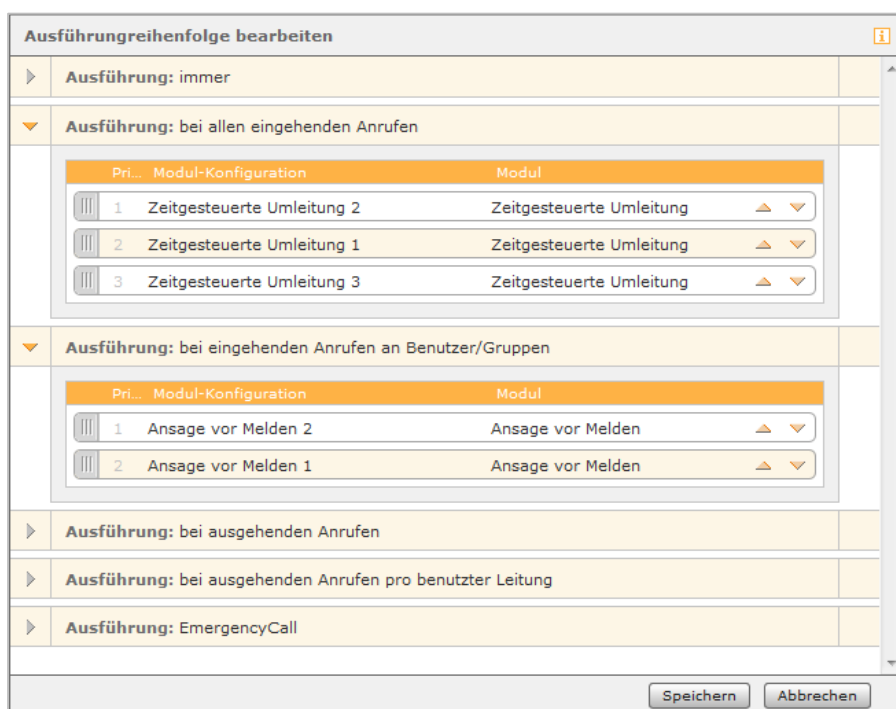 Ausführungreihenfolge bearbeiten
Ausführung: immer
Ausführung: bei allen eingehenden Anrufen
Pri... Modul-Konfiguration Modul
1 Zeitgesteuerte Umleitung 2 Zeitgesteuerte Umleitung
2 Zeitgesteuerte Umleitung 1 Zeitgesteuerte Umleitung
3 Zeitgesteuerte Umleitung 3 Zeitgesteuerte Umleitung
Ausführung: bei eingehenden Anrufen an Benutzer/Gruppen
Pri... Modul-Konfiguration Modul
1 Ansage vor Melden 2 Ansage vor Melden
2 Ansage vor Melden 1 Ansage vor Melden
Ausführung: bei ausgehenden Anrufen
Ausführung: bei ausgehenden Anrufen pro benutzter Leitung
Ausführung: EmergencyCall
Speichern Abbrechen